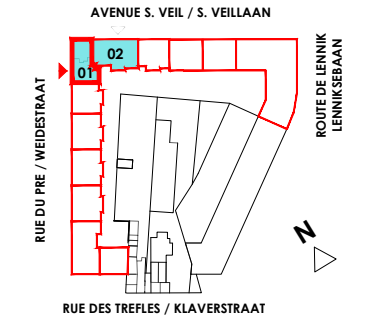 AVENUE S. VEIL / S. VEILLAAN
02
01
RUE DU PRE / WEIDESTRAAT
ROUTE DE LENNIK
LENNIKSEBAAN
N
RUE DES TREFLES / KLAVERSTRAAT